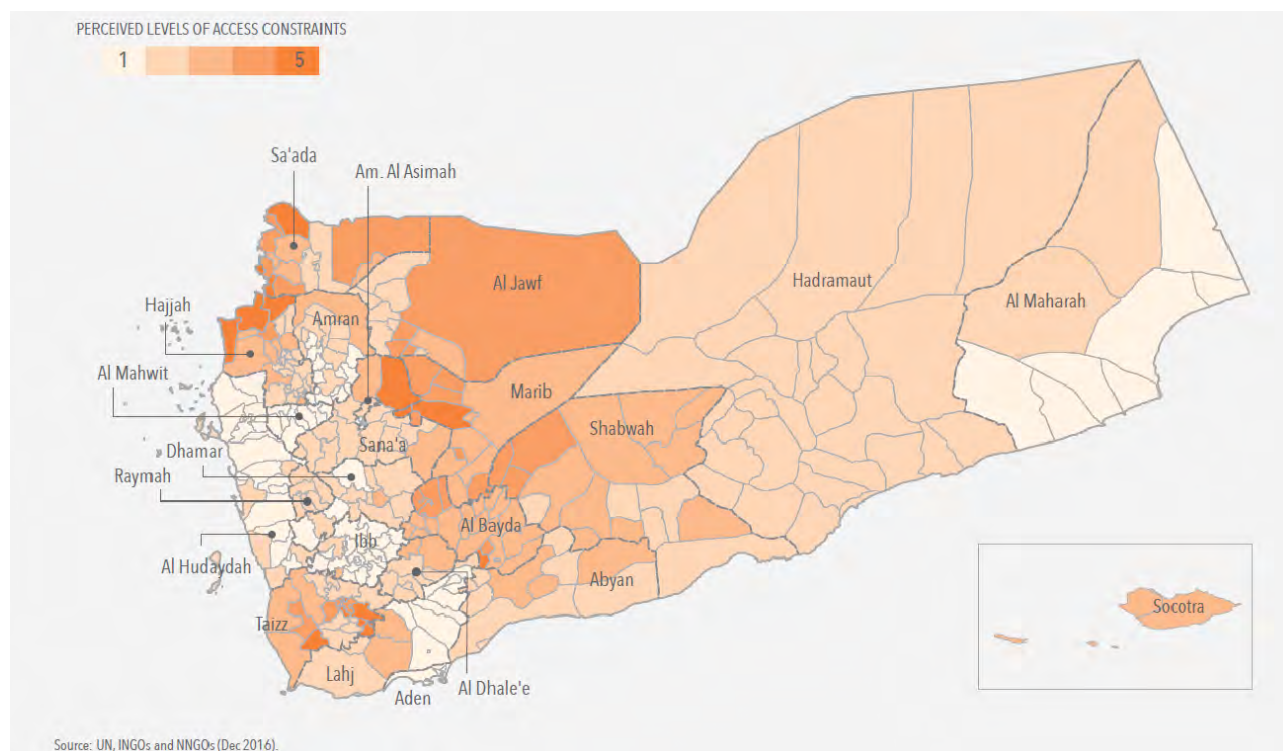 PERCEIVED LEVELS OF ACCESS CONSTRAINTS
1 5
Sa'ada
Am. Al Asimah
Al Jawf
Hadramaut
Al Maharah
Hajjah
Amran
Al Mahwit
Marib
Shabwah
Dhamar
Sana'a
Raymah
Al Bayda
Ibb
Al Hudaydah
Abyan
Socotra
Taizz
Lahj
Al Dhale'e
Aden
Source: UN, INGOs and NNGOs (Dec 2016).